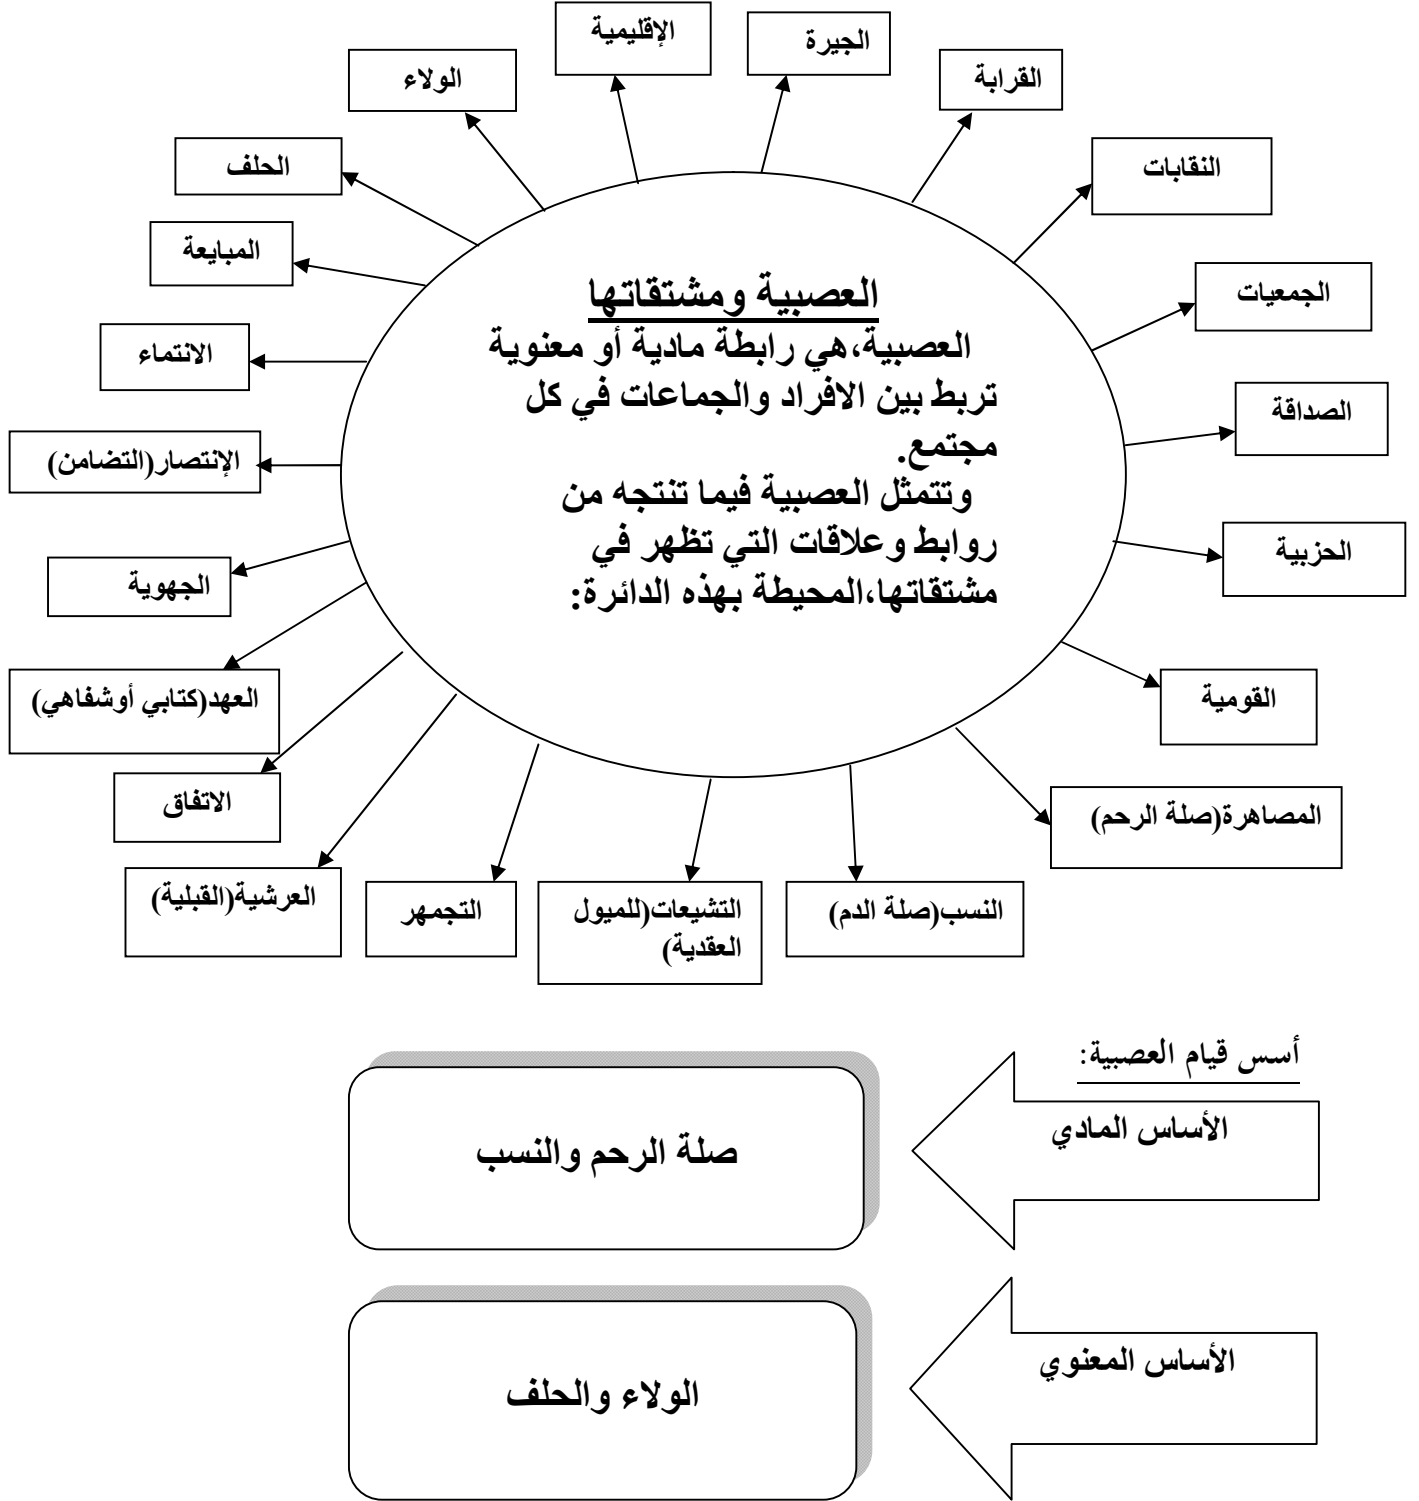 الإقليمية
الجيرة
القرابة
الولاء
النقابات
الحلف
المبايعة
الجمعيات
الانتماء
الصداقة
الإنتصار(التضامن)
الحزبية
الجهوية
القومية
العهد(كتابي أوشفاهي)
الاتفاق
المصاهرة(صلة الرحم)
العرشية(القبلية)
التجمهر
التشيعات(للميول
العقدية)
النسب(صلة الدم)
العصبية ومشتقاتها
العصبية،هي رابطة مادية أو معنوية
تربط بين الافراد والجماعات في كل
مجتمع.
وتتمثل العصبية فيما تنتجه من
روابط وعلاقات التي تظهر في
مشتقاتها،المحيطة بهذه الدائرة:
أسس قيام العصبية:
الأساس المادي
صلة الرحم والنسب
الأساس المعنوي
الولاء والحلف